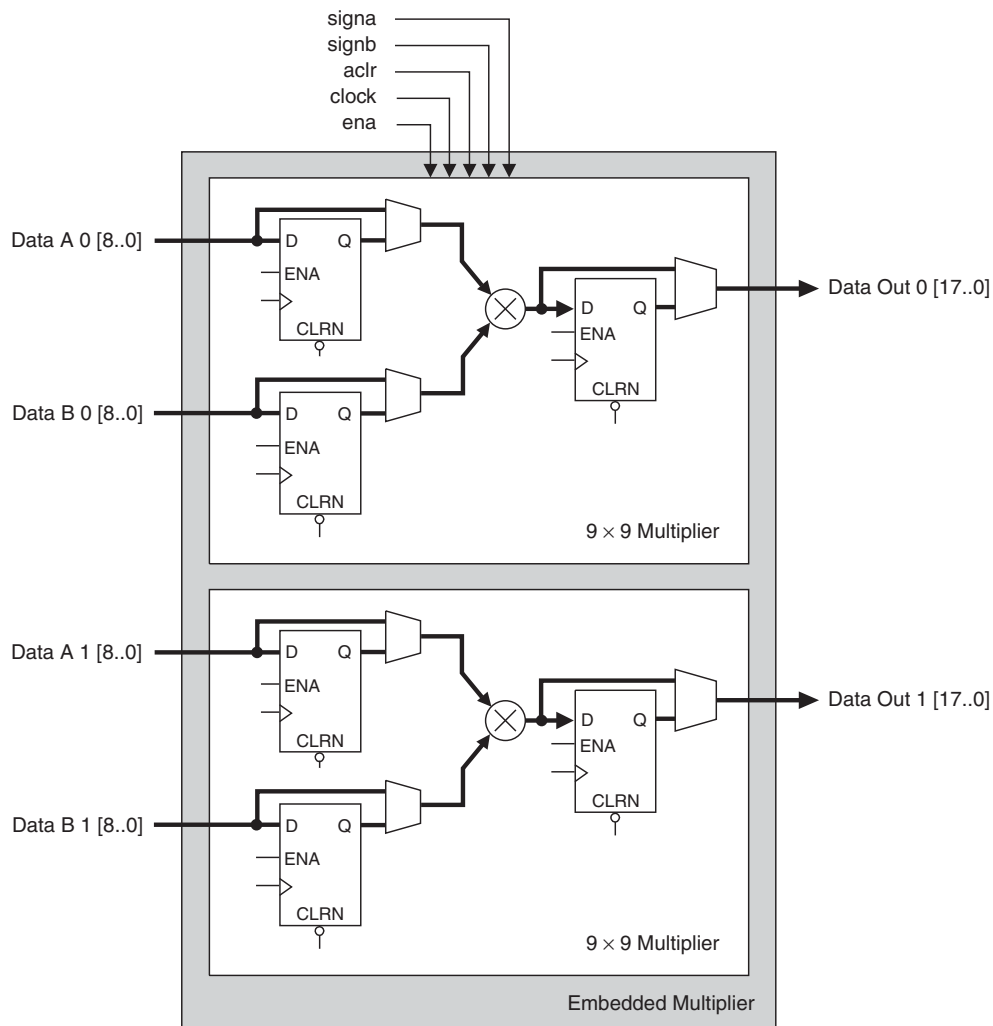 signa
signb
aclr
clock
ena
Data A 0 [8..0]
D Q
ENA
CLRN
Data B 0 [8..0]
D Q
ENA
CLRN
D Q
ENA
CLRN
Data Out 0 [17..0]
9 × 9 Multiplier
Data A 1 [8..0]
D Q
ENA
CLRN
Data B 1 [8..0]
D Q
ENA
CLRN
D Q
ENA
CLRN
Data Out 1 [17..0]
9 × 9 Multiplier
Embedded Multiplier